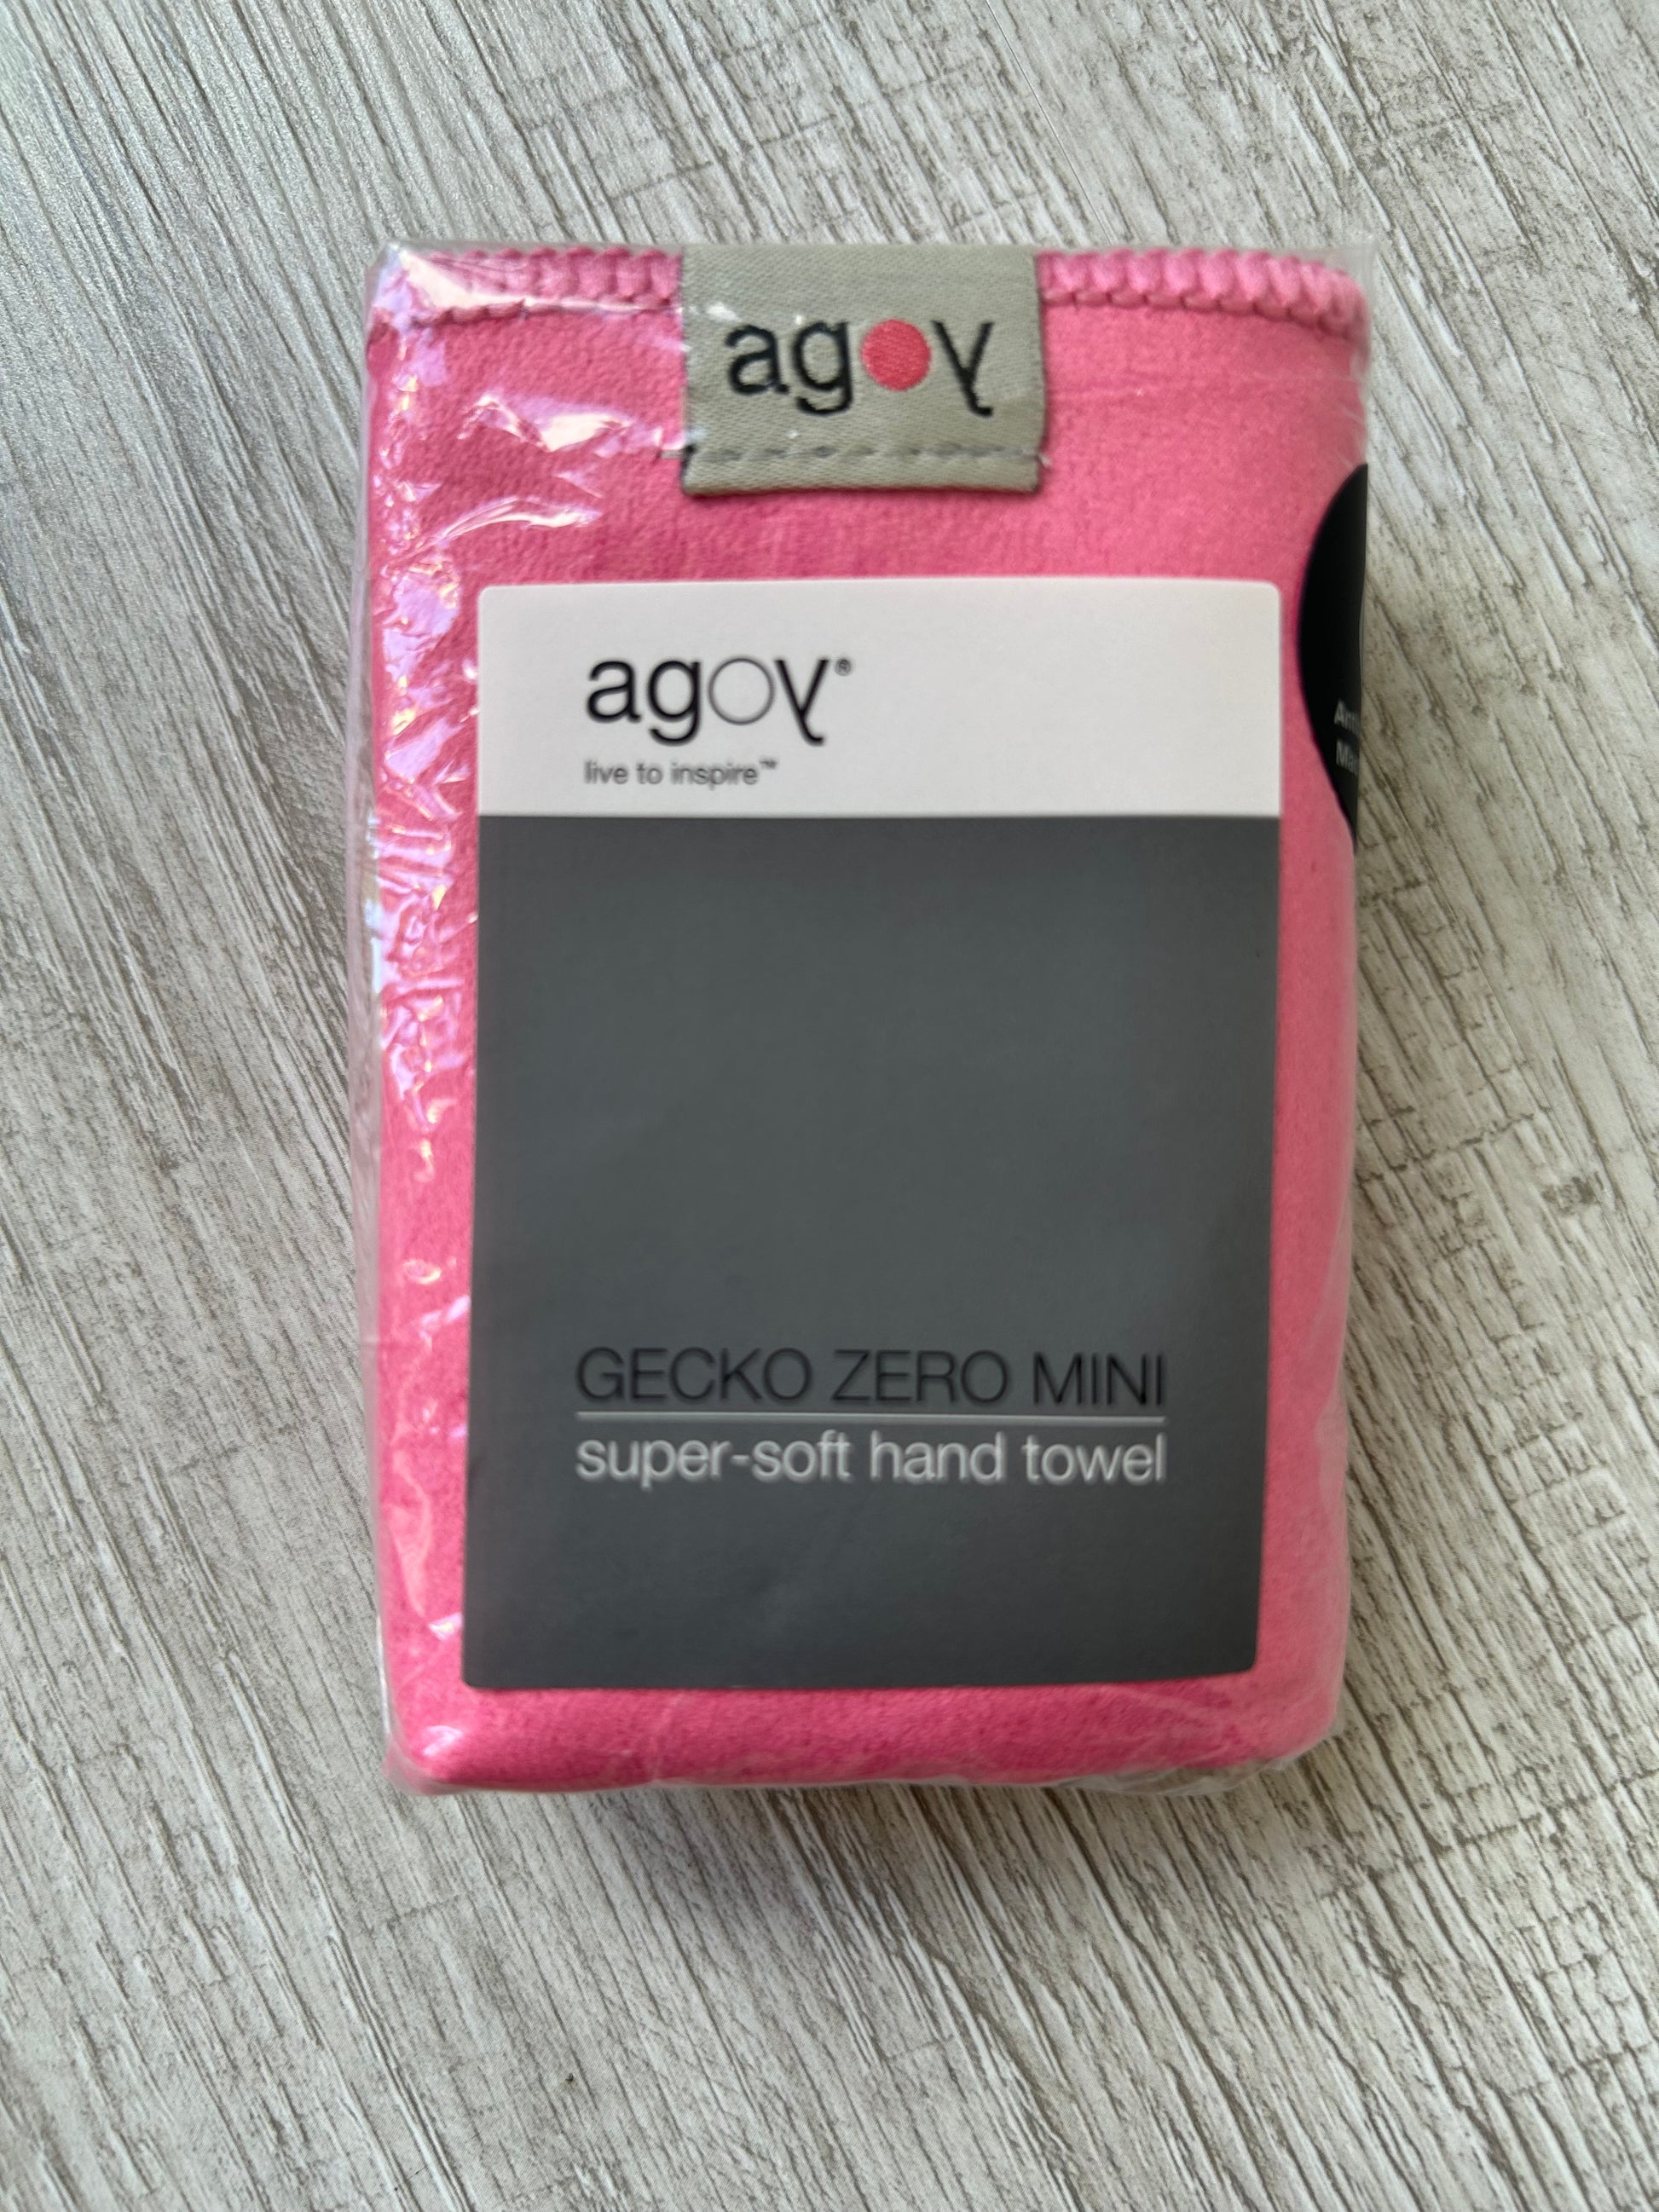 agoy
agoy®
live to inspire™
GECKO ZERO MINI
super-soft hand towel